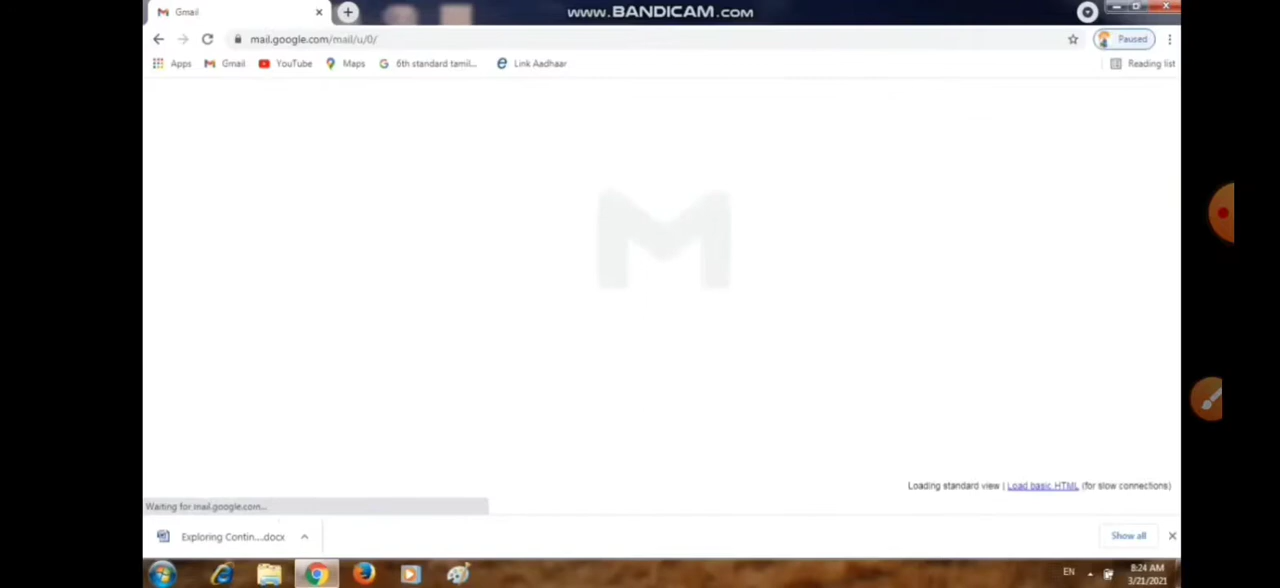 Gmail
www.BANDICAM.com
mail.google.com/mail/u/0/
Paused
Apps
Gmail
YouTube
Maps
6th standard tamil...
Link Aadhaar
Reading list
Loading standard view | Load basic HTML (for slow connections)
Waiting for mail.google.com...
Exploring Contin....docx
Show all
EN
8:24 AM
3/21/2021